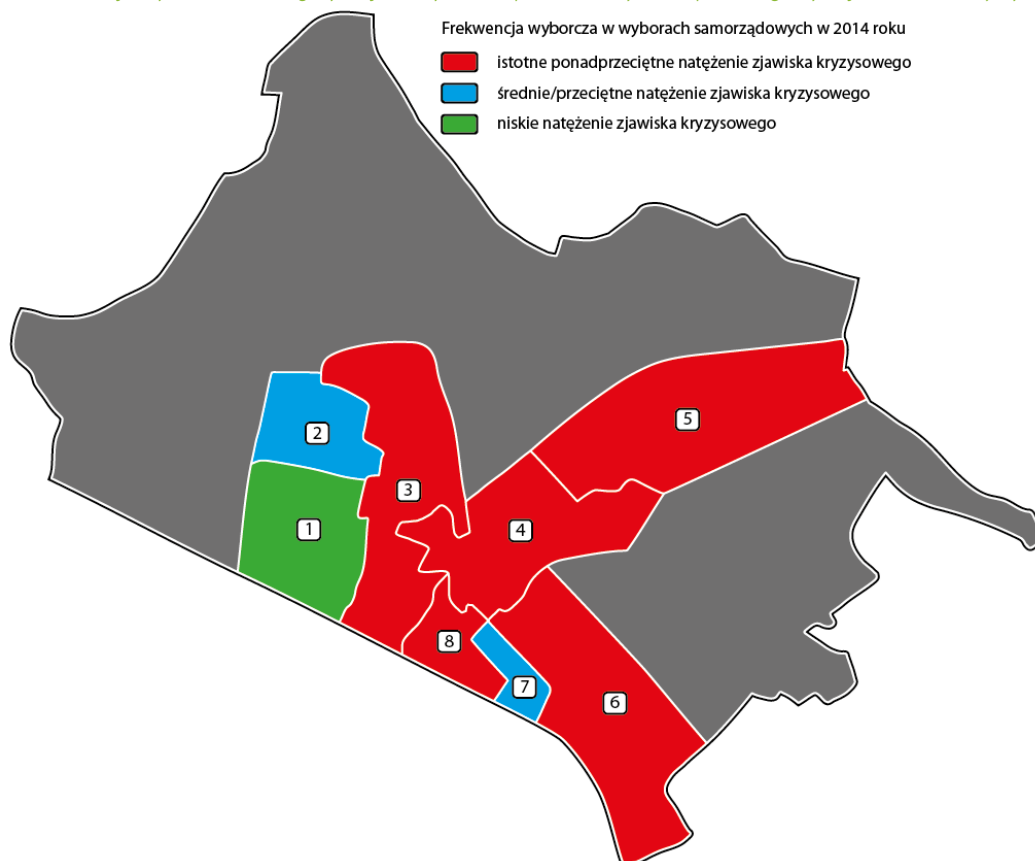 Frekwencja wyborcza w wyborach samorządowych w 2014 roku
istotne ponadprzeciętne natężenie zjawiska kryzysowego
średnie/przeciętne natężenie zjawiska kryzysowego
niskie natężenie zjawiska kryzysowego
5
2
3
1
4
8
7
6